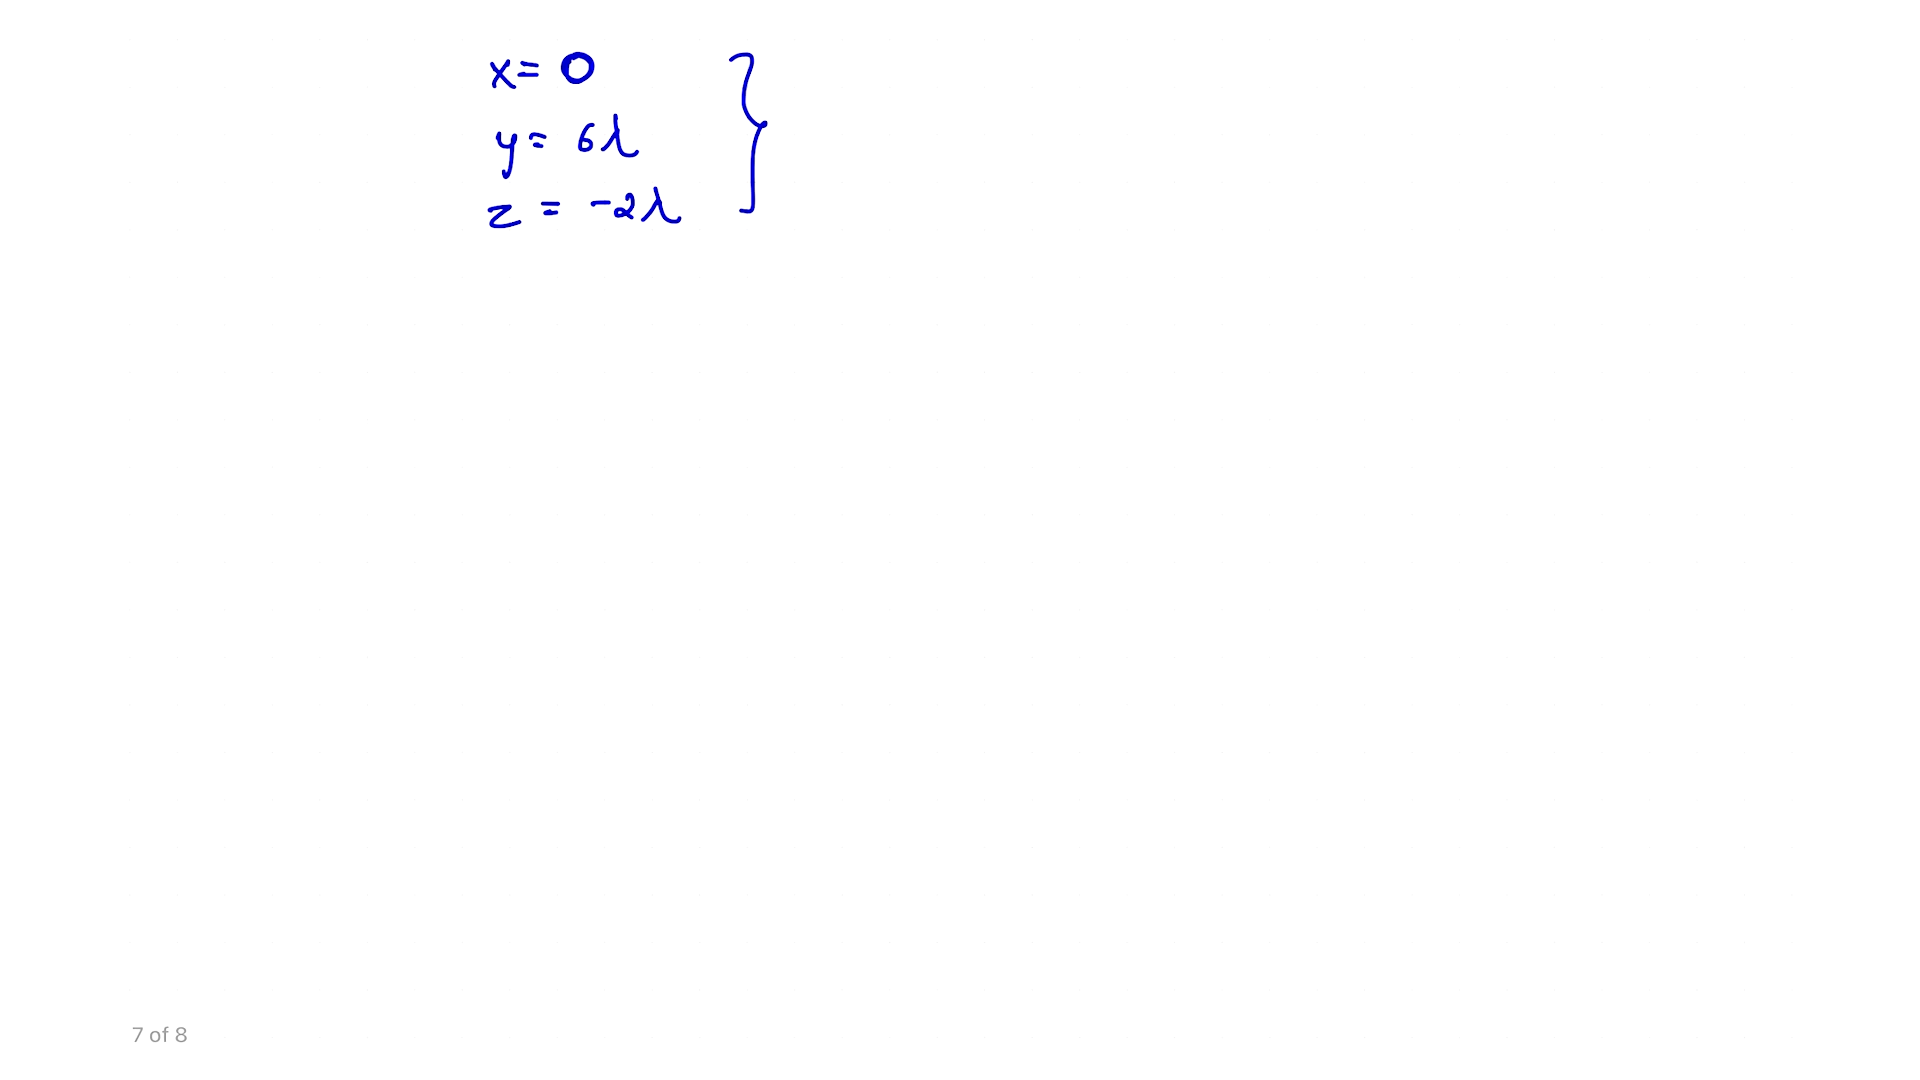 x = 0
y = 6λ
z = -2λ
}
7 of 8